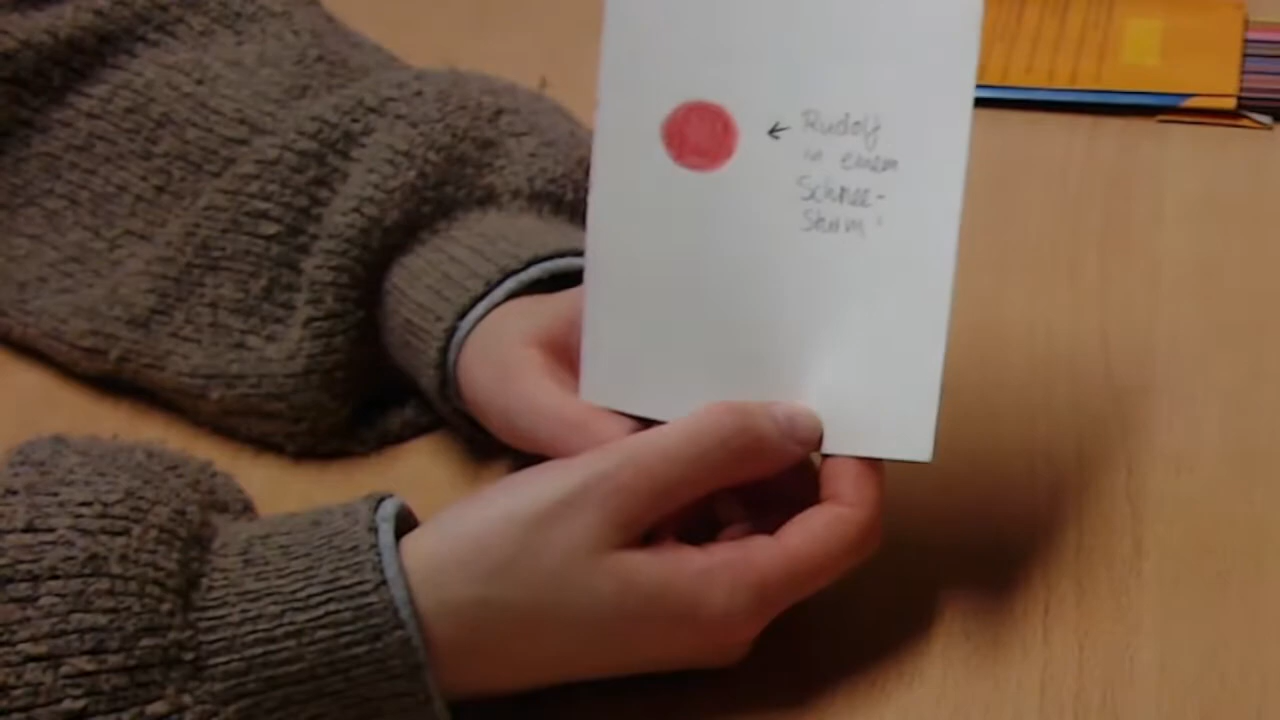 Rudolf
in einem
Schnee-
sturm